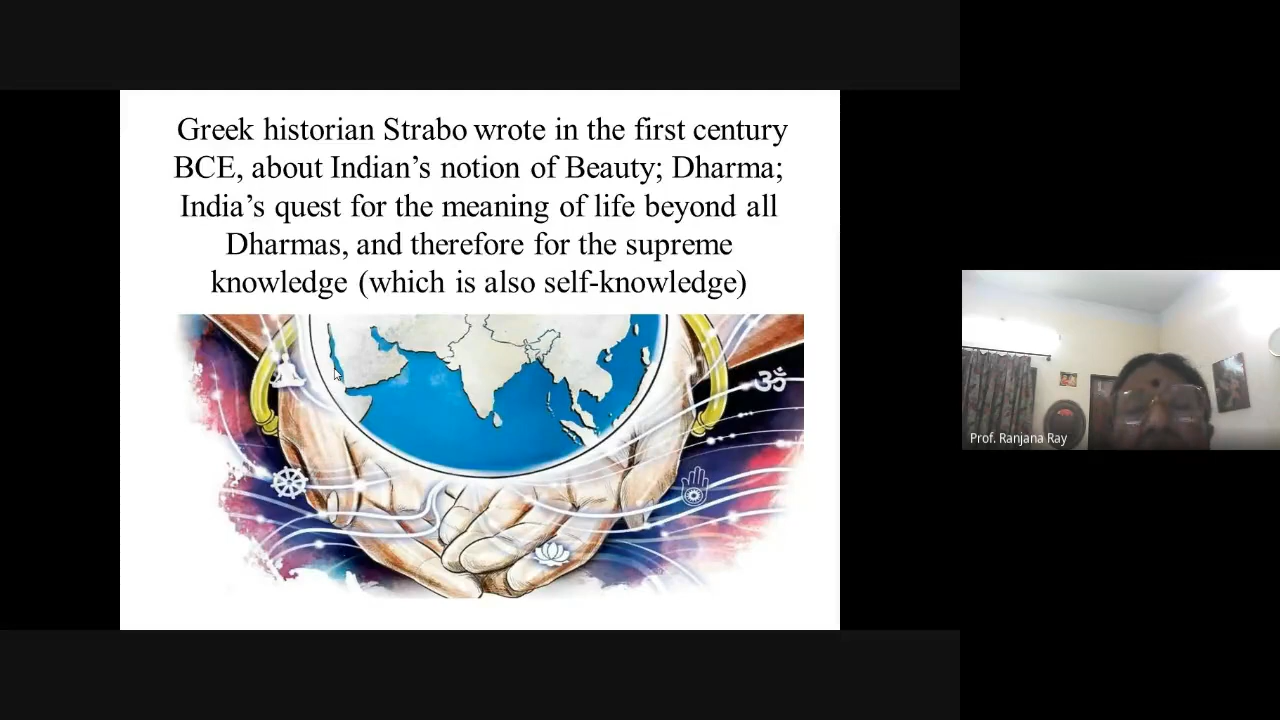 Greek historian Strabo wrote in the first century
BCE, about Indian's notion of Beauty; Dharma;
India's quest for the meaning of life beyond all
Dharmas, and therefore for the supreme
knowledge (which is also self-knowledge)
ॐ
Prof. Ranjana Ray